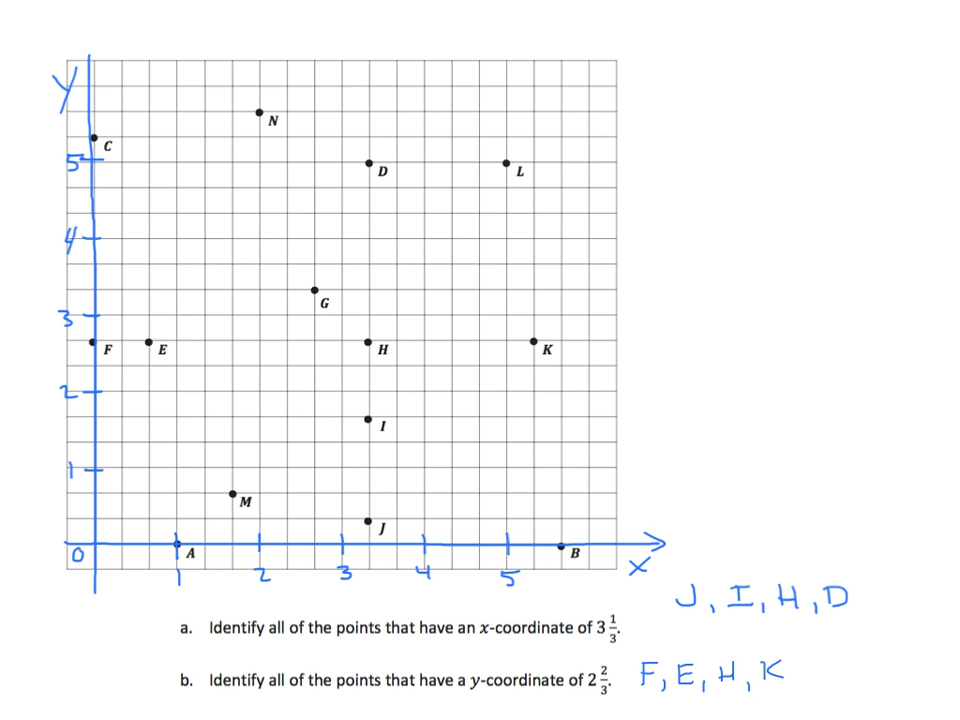 Y
N
C
5
D
L
4
G
3
F E H K
2
I
1
M
J
0 A B
1 2 3 4 5 X
J, I, H, D
a. Identify all of the points that have an x-coordinate of 3 1/3.
b. Identify all of the points that have a y-coordinate of 2 2/3. F, E, H, K